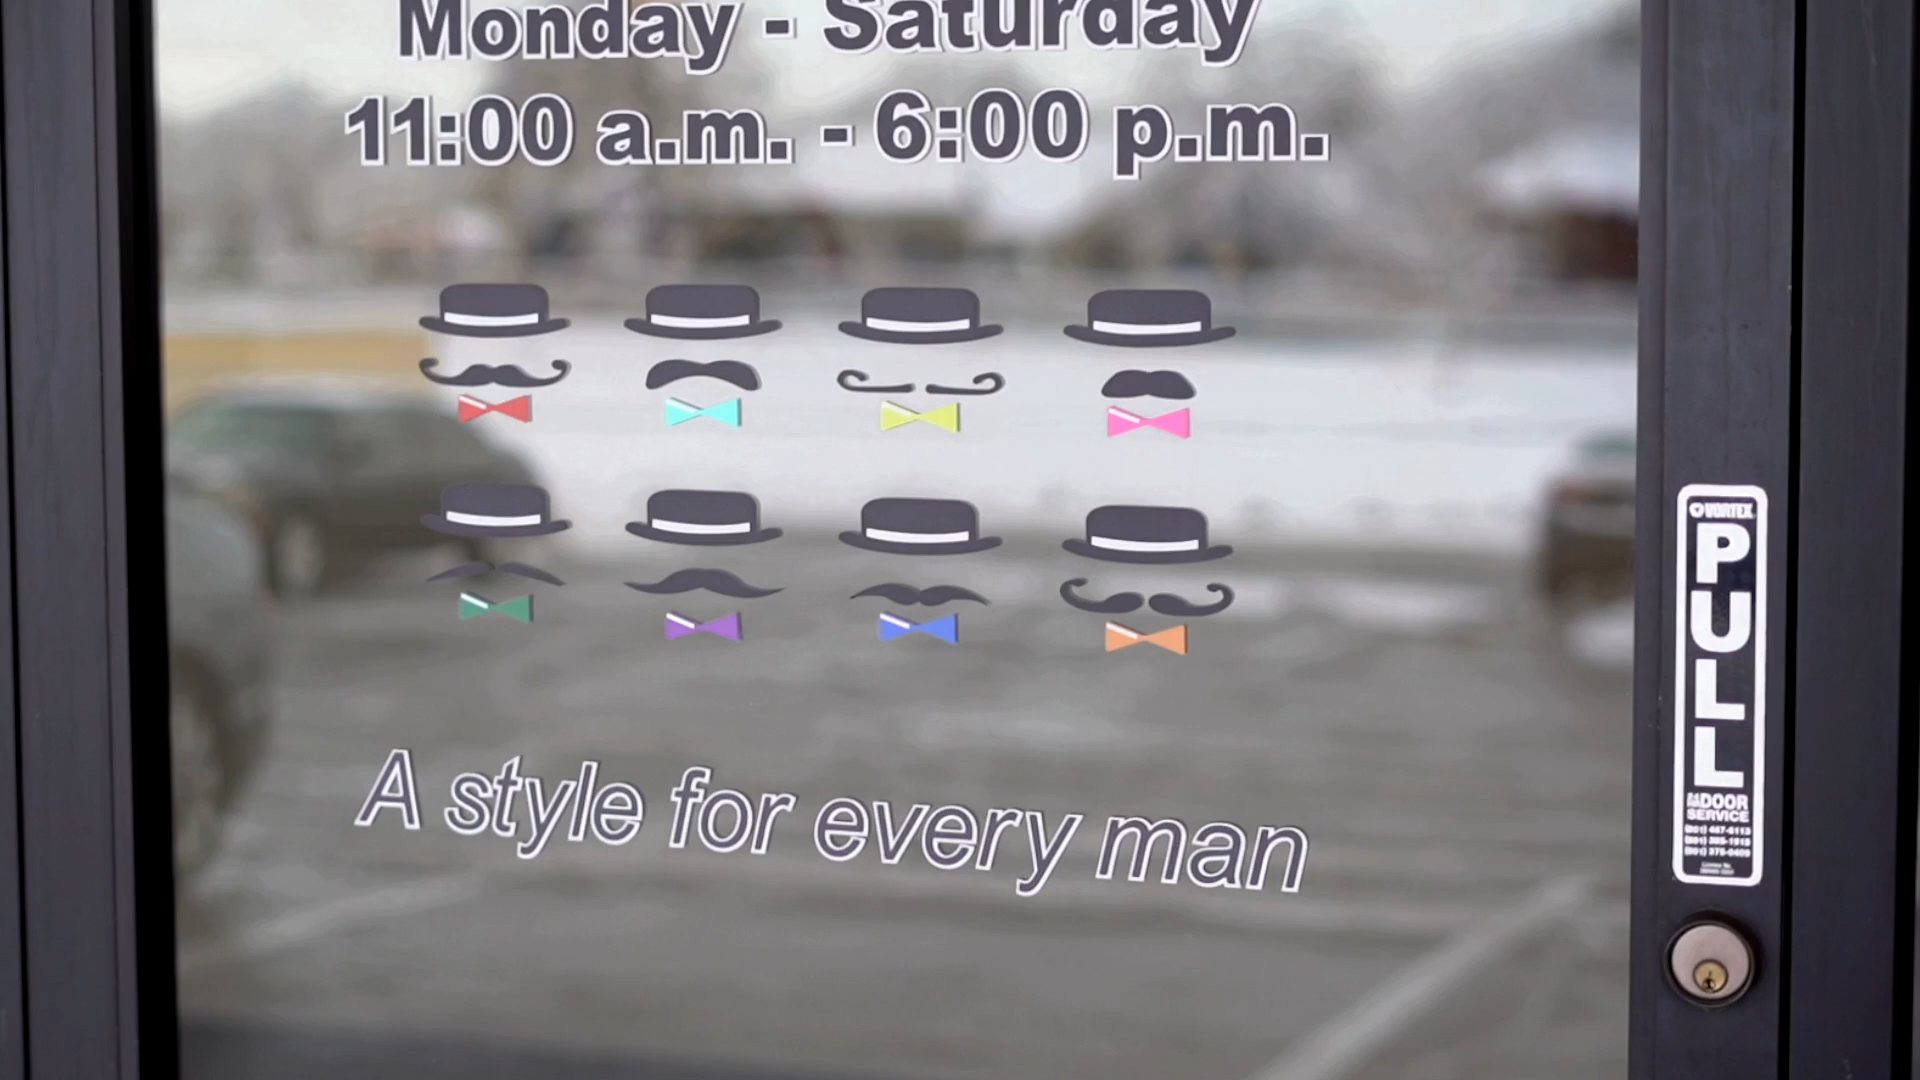 Monday - Saturday
11:00 a.m. - 6:00 p.m.
A style for every man
VORTEX
PULL
DOOR
SERVICE